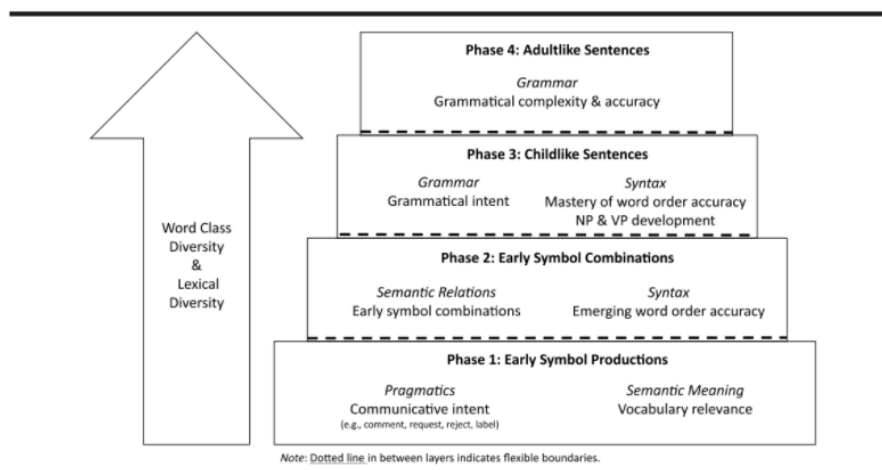 Phase 4: Adultlike Sentences
Grammar
Grammatical complexity & accuracy
Phase 3: Childlike Sentences
Grammar
Grammatical intent
Syntax
Mastery of word order accuracy
NP & VP development
Word Class
Diversity
&
Lexical
Diversity
Phase 2: Early Symbol Combinations
Semantic Relations
Early symbol combinations
Syntax
Emerging word order accuracy
Phase 1: Early Symbol Productions
Pragmatics
Communicative intent
(e.g., comment, request, reject, label)
Semantic Meaning
Vocabulary relevance
Note: Dotted line in between layers indicates flexible boundaries.